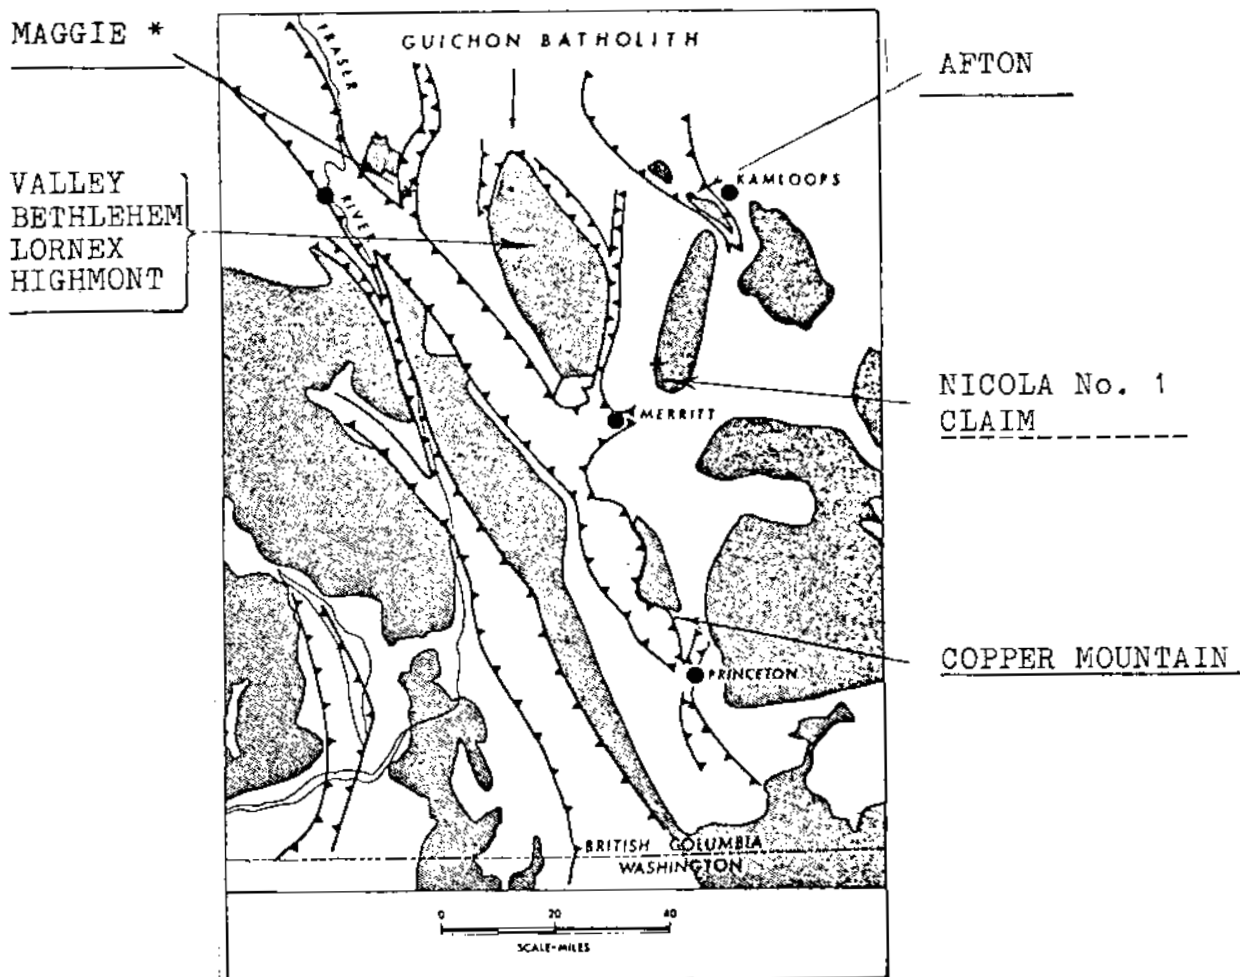 MAGGIE *
FRASER
GUICHON BATHOLITH
AFTON
VALLEY
BETHLEHEM
LORNEX
HIGHMONT
RIVER
KAMLOOPS
NICOLA No. 1
CLAIM
MERRITT
COPPER MOUNTAIN
PRINCETON
BRITISH COLUMBIA
WASHINGTON
0 20 40
SCALE-MILES